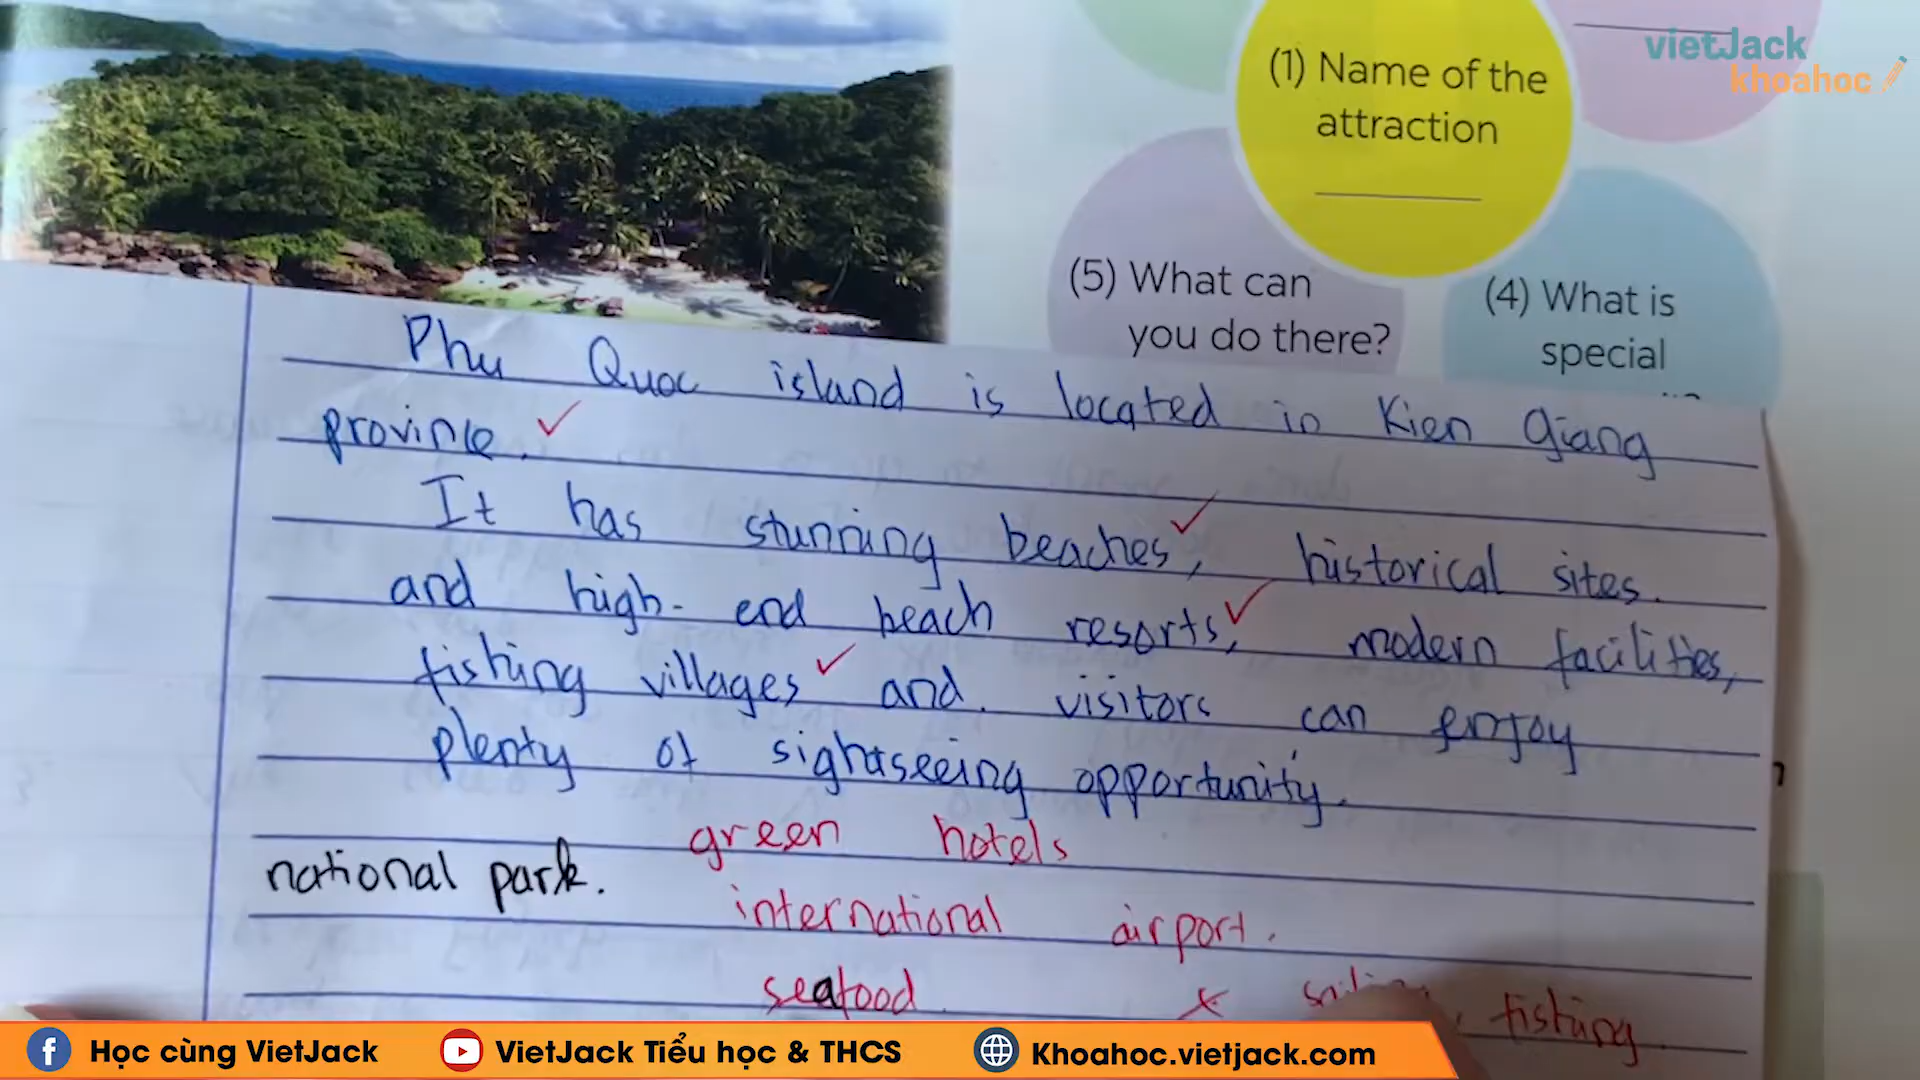 vietJack
khoahoc
(1) Name of the
attraction
(5) What can
you do there?
(4) What is
special
Phu Quoc island is located in Kien Giang
province.
It has stunning beaches, historical sites.
and high-end beach resorts, modern facilities,
fishing villages and. visitors can enjoy
plenty of sightseeing opportunity.
green hotels
national park.
international airport.
seafood
fishing
Học cùng VietJack
VietJack Tiểu học & THCS
Khoahoc.vietjack.com